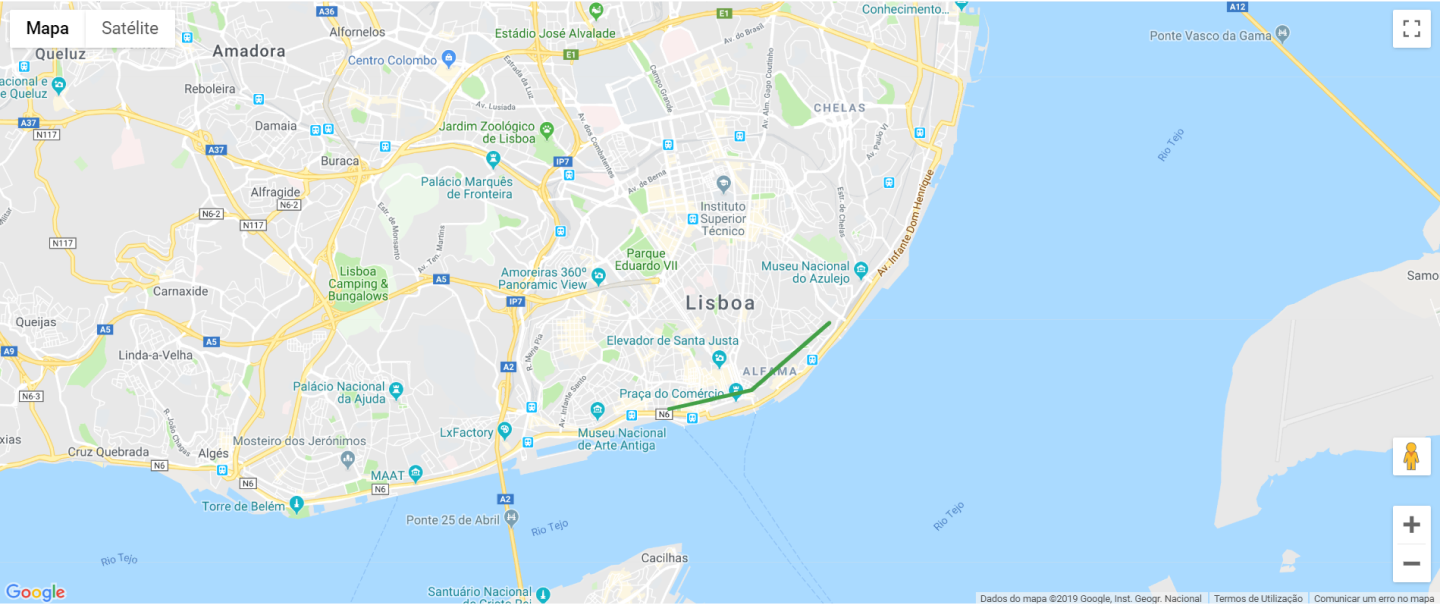 Mapa
Satélite
A36
E1
A12
Conhecimento...
Alfornelos
Estádio José Alvalade
Av. do Brasil
Ponte Vasco da Gama
Queluz
Amadora
Centro Colombo
E1
Estrada da Luz
Campo Grande
Av. Alm. Gago Coutinho
acional e
e Queluz
Reboleira
Av. Lusíada
CHELAS
A37
N117
Damaia
Jardim Zoológico
de Lisboa
Av. dos Combatentes
Av. Paulo VI
Rio Tejo
A37
Buraca
IP7
Palácio Marquês
de Fronteira
Av. de Berna
Alfragide
N6-2
N6-2
N117
Estr. de Monsanto
Instituto
Superior
Técnico
Estr. de Chelas
Av. Infante Dom Henrique
N117
Av. Ten. Martins
Parque
Eduardo VII
Lisboa
Camping &
Bungalows
A5
Amoreiras 360º
Panoramic View
Museu Nacional
do Azulejo
Samo
Carnaxide
IP7
Lisboa
Queijas
A5
A5
A9
Linda-a-Velha
R. Maria Pia
Elevador de Santa Justa
A2
ALFAMA
Palácio Nacional
da Ajuda
Av. Infante Santo
Praça do Comércio
N6-3
N6
R. João Chagas
LxFactory
Museu Nacional
de Arte Antiga
xias
Cruz Quebrada
Algés
Mosteiro dos Jerónimos
N6
N6
MAAT
N6
Torre de Belém
A2
Ponte 25 de Abril
Rio Tejo
Rio Tejo
Rio Tejo
Cacilhas
Santuário Nacional
de Cristo Rei
Google
Dados do mapa ©2019 Google, Inst. Geogr. Nacional
Termos de Utilização
Comunicar um erro no mapa